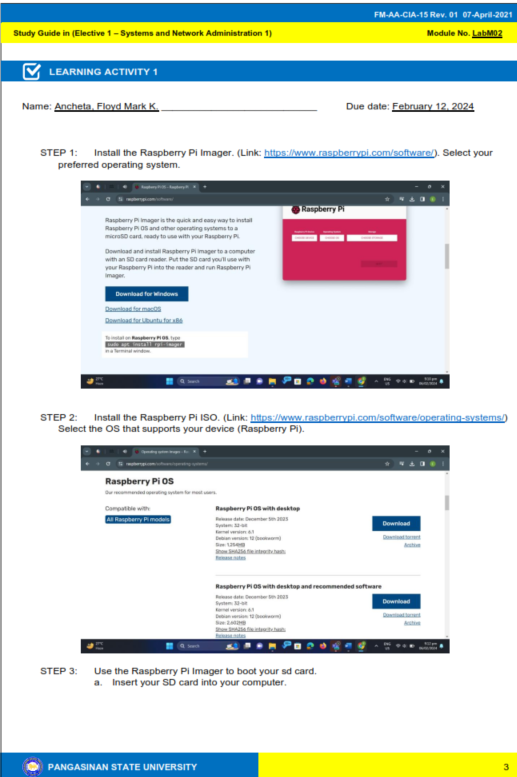 FM-AA-CIA-15 Rev. 01 07-April-2021
Study Guide in (Elective 1 – Systems and Network Administration 1) Module No. LabM02
LEARNING ACTIVITY 1
Name: Ancheta, Floyd Mark K. Due date: February 12, 2024
STEP 1: Install the Raspberry Pi Imager. (Link: https://www.raspberrypi.com/software/). Select your
preferred operating system.
Raspberry Pi
Raspberry Pi Imager is the quick and easy way to install
Raspberry Pi OS and other operating systems to a
microSD card, ready to use with your Raspberry Pi.
Download and install Raspberry Pi Imager to a computer
with an SD card reader. Put the SD card you'll use with
your Raspberry Pi into the reader and run Raspberry Pi
Imager.
Download for Windows
Download for macOS
Download for Ubuntu for x86
To install on Raspberry Pi OS, type
sudo apt install rpi-imager
in a Terminal window.
Search
STEP 2: Install the Raspberry Pi ISO. (Link: https://www.raspberrypi.com/software/operating-systems/)
Select the OS that supports your device (Raspberry Pi).
raspberrypi.com/software/operating-systems/
Raspberry Pi OS
Our recommended operating system for most users.
Compatible with:
All Raspberry Pi models
Raspberry Pi OS with desktop
Release date: December 5th 2023
System: 32-bit
Kernel version: 6.1
Debian version: 12 (bookworm)
Size: 1,204MB
Show SHA256 file integrity hash:
Release notes
Download
Download torrent
Archive
Raspberry Pi OS with desktop and recommended software
Release date: December 5th 2023
System: 32-bit
Kernel version: 6.1
Debian version: 12 (bookworm)
Size: 2,602MB
Show SHA256 file integrity hash:
Release notes
Download
Download torrent
Archive
Search
STEP 3: Use the Raspberry Pi Imager to boot your sd card.
a. Insert your SD card into your computer.
PANGASINAN STATE UNIVERSITY 3